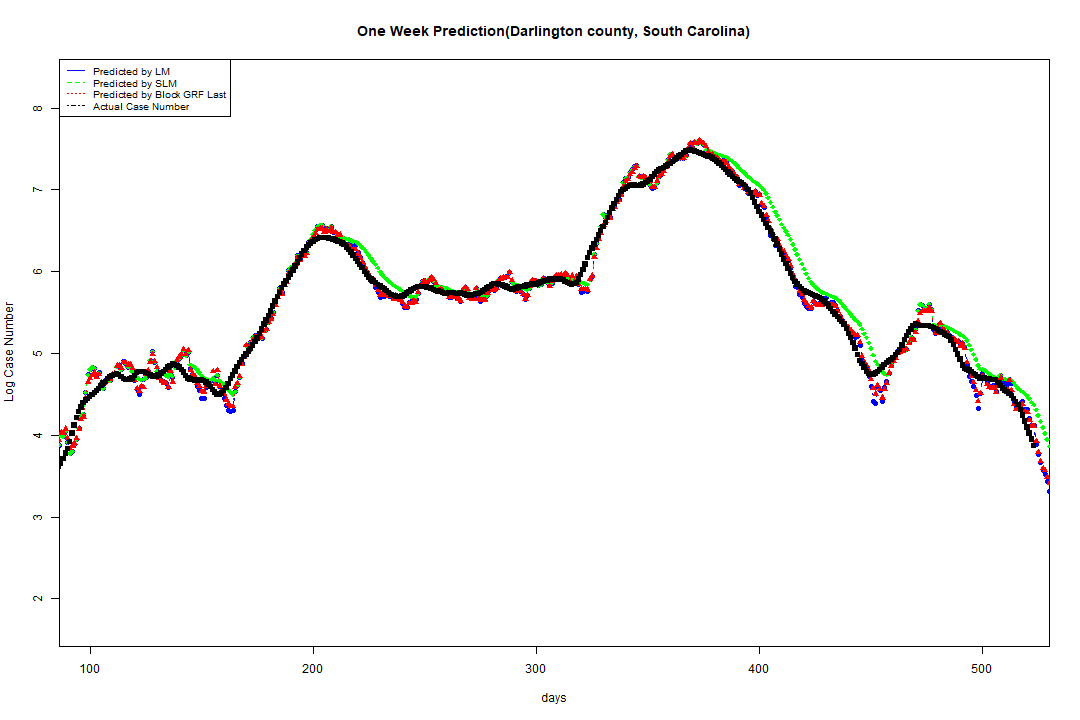 One Week Prediction(Darlington county, South Carolina)
Predicted by LM
Predicted by SLM
Predicted by Block GRF Last
Actual Case Number
8
7
6
5
4
3
2
Log Case Number
100 200 300 400 500
days